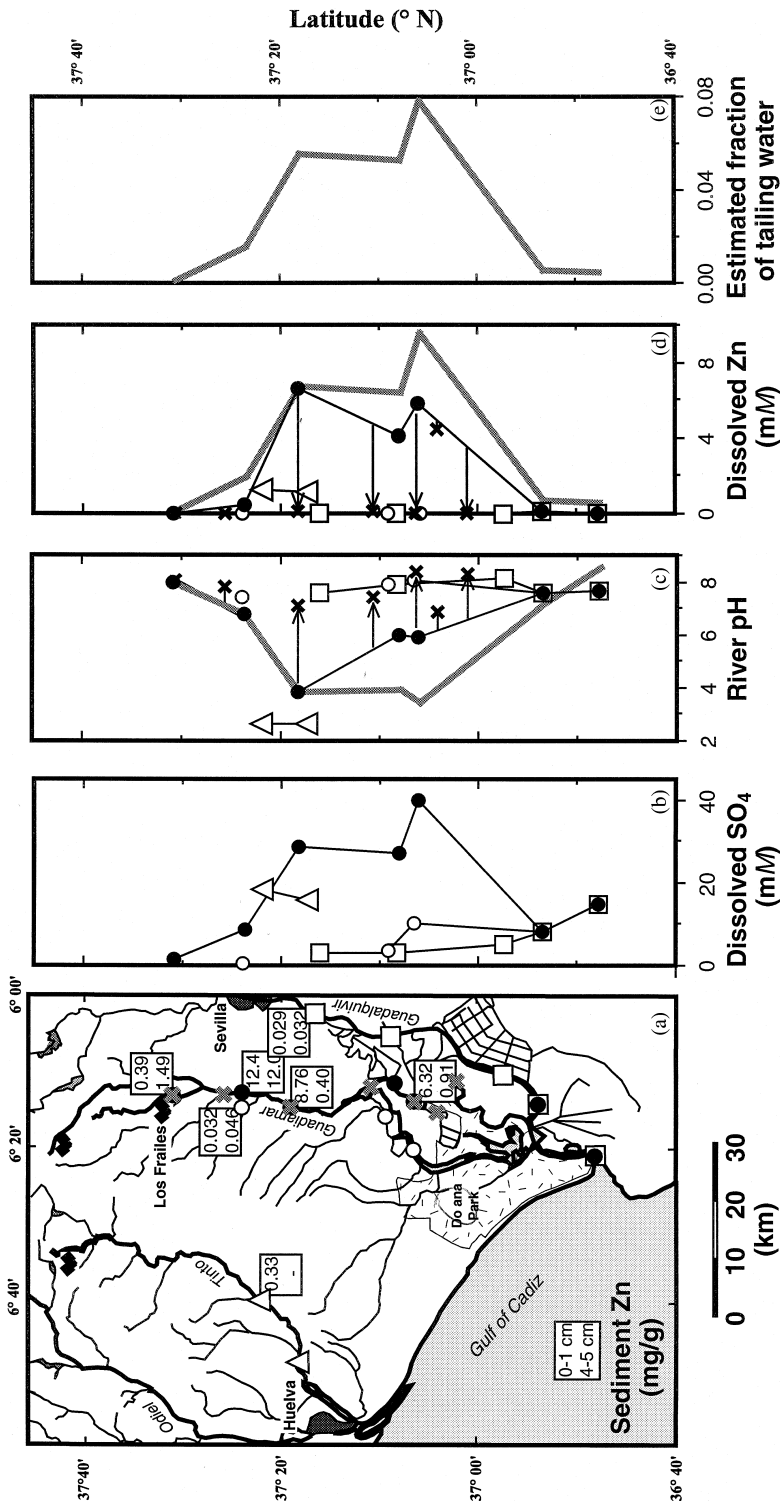 Latitude (° N)
37° 40'
37° 20'
37° 00'
36° 40'
(e)
0.00
0.04
0.08
Estimated fraction
of tailing water
(d)
0
4
8
Dissolved Zn
(mM)
(c)
2
4
6
8
River pH
(b)
0
20
40
Dissolved SO4
(mM)
(a)
6° 00'
6° 20'
6° 40'
37° 40'
37° 20'
37° 00'
36° 40'
Sevilla
Guadalquivir
0.39
1.49
0.029
0.032
12.4
8.76
0.40
0.046
6.32
0.91
Los Frailes
Guadiamar
Do ana
Park
Tinto
0.33
-
Odiel
Huelva
Gulf of Cadiz
0-1 cm
4-5 cm
Sediment Zn
(mg/g)
0 10 20 30
(km)